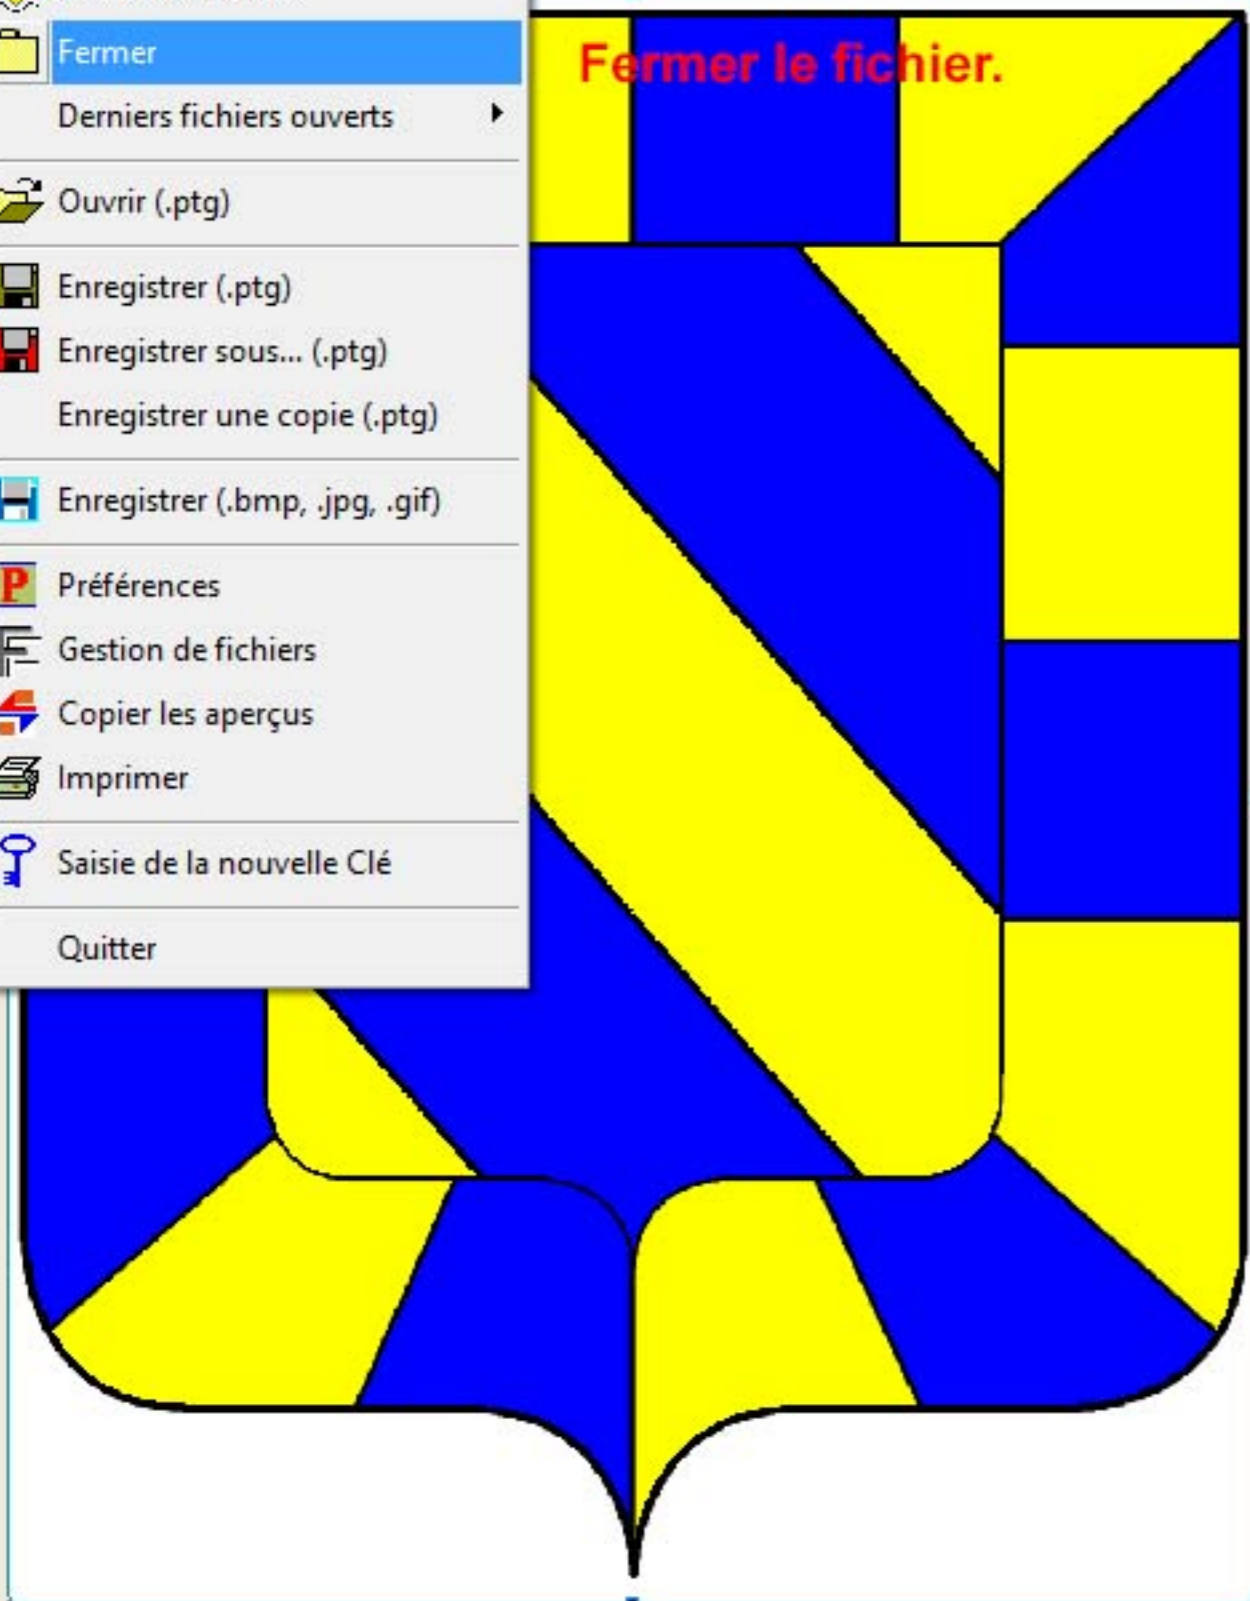 Fermer
Fermer le fichier.
Derniers fichiers ouverts
Ouvrir (.ptg)
Enregistrer (.ptg)
Enregistrer sous... (.ptg)
Enregistrer une copie (.ptg)
Enregistrer (.bmp, .jpg, .gif)
P Préférences
Gestion de fichiers
Copier les aperçus
Imprimer
Saisie de la nouvelle Clé
Quitter